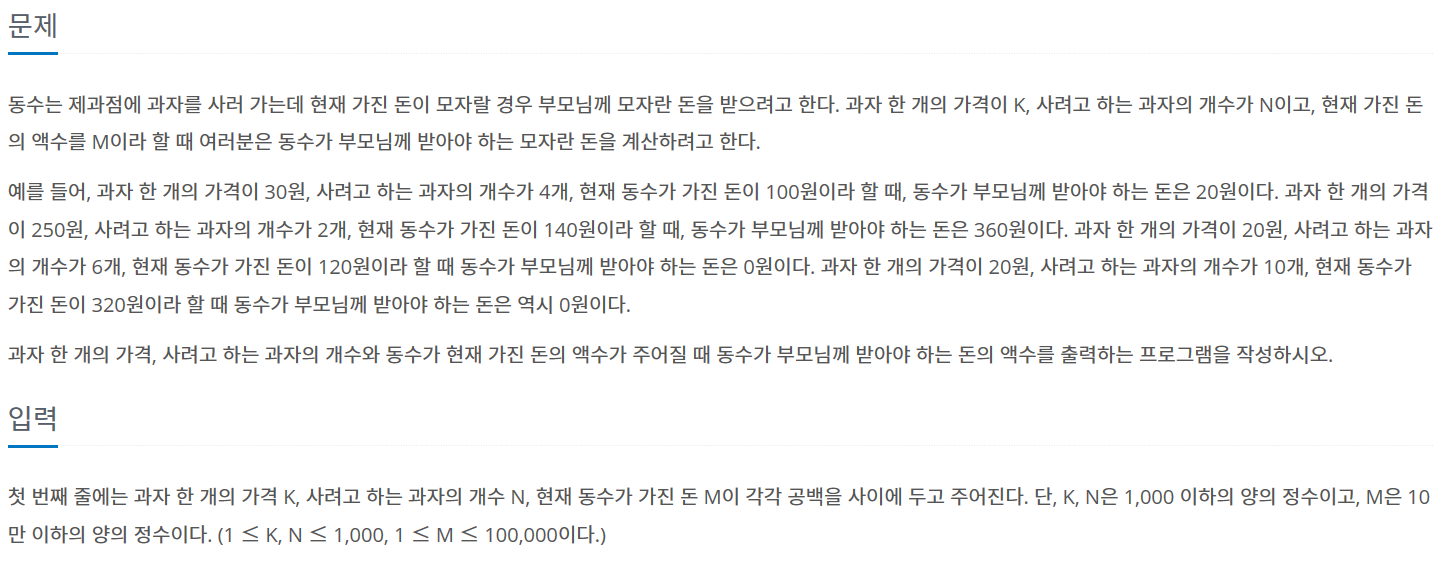 문제
동수는 제과점에 과자를 사러 가는데 현재 가진 돈이 모자랄 경우 부모님께 모자란 돈을 받으려고 한다. 과자 한 개의 가격이 K, 사려고 하는 과자의 개수가 N이고, 현재 가진 돈
의 액수를 M이라 할 때 여러분은 동수가 부모님께 받아야 하는 모자란 돈을 계산하려고 한다.
예를 들어, 과자 한 개의 가격이 30원, 사려고 하는 과자의 개수가 4개, 현재 동수가 가진 돈이 100원이라 할 때, 동수가 부모님께 받아야 하는 돈은 20원이다. 과자 한 개의 가격
이 250원, 사려고 하는 과자의 개수가 2개, 현재 동수가 가진 돈이 140원이라 할 때, 동수가 부모님께 받아야 하는 돈은 360원이다. 과자 한 개의 가격이 20원, 사려고 하는 과자
의 개수가 6개, 현재 동수가 가진 돈이 120원이라 할 때 동수가 부모님께 받아야 하는 돈은 0원이다. 과자 한 개의 가격이 20원, 사려고 하는 과자의 개수가 10개, 현재 동수가
가진 돈이 320원이라 할 때 동수가 부모님께 받아야 하는 돈은 역시 0원이다.
과자 한 개의 가격, 사려고 하는 과자의 개수와 동수가 현재 가진 돈의 액수가 주어질 때 동수가 부모님께 받아야 하는 돈의 액수를 출력하는 프로그램을 작성하시오.
입력
첫 번째 줄에는 과자 한 개의 가격 K, 사려고 하는 과자의 개수 N, 현재 동수가 가진 돈 M이 각각 공백을 사이에 두고 주어진다. 단, K, N은 1,000 이하의 양의 정수이고, M은 10
만 이하의 양의 정수이다. (1 ≤ K, N ≤ 1,000, 1 ≤ M ≤ 100,000이다.)